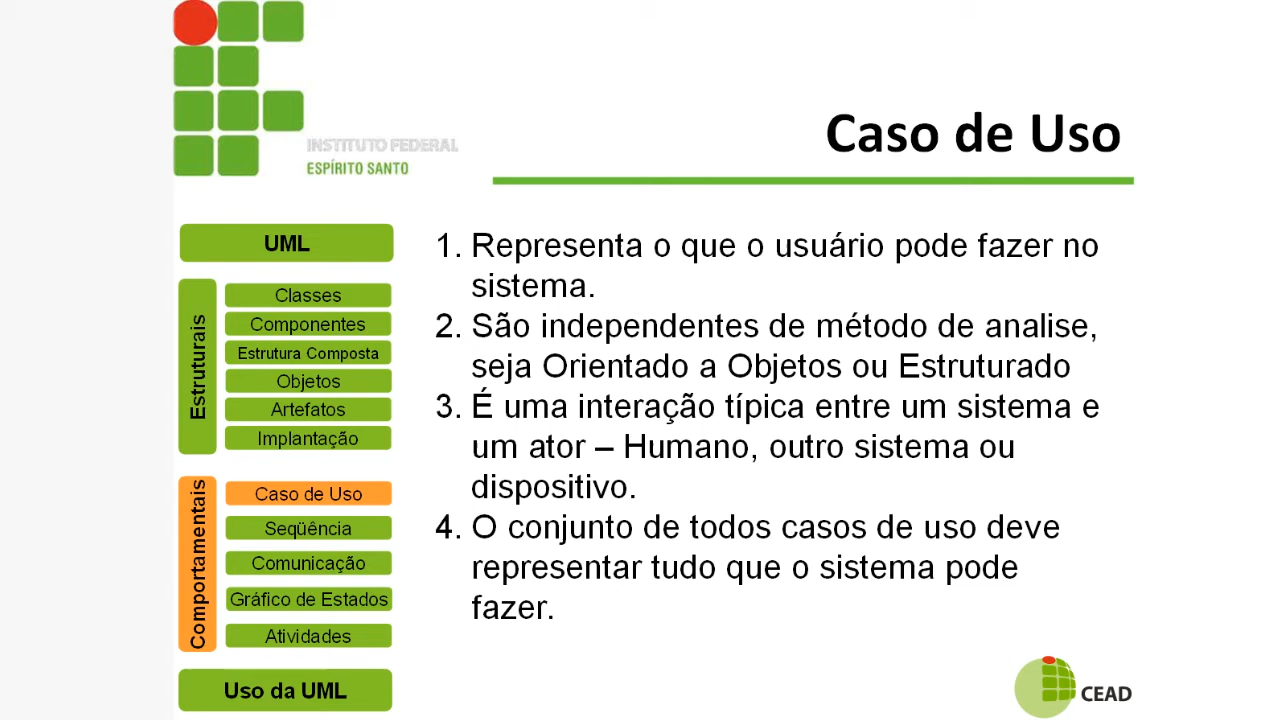 INSTITUTO FEDERAL
ESPÍRITO SANTO
Caso de Uso
UML
Estruturais
Classes
Componentes
Estrutura Composta
Objetos
Artefatos
Implantação
Comportamentais
Caso de Uso
Seqüência
Comunicação
Gráfico de Estados
Atividades
Uso da UML
1. Representa o que o usuário pode fazer no
sistema.
2. São independentes de método de analise,
seja Orientado a Objetos ou Estruturado
3. É uma interação típica entre um sistema e
um ator – Humano, outro sistema ou
dispositivo.
4. O conjunto de todos casos de uso deve
representar tudo que o sistema pode
fazer.
CEAD